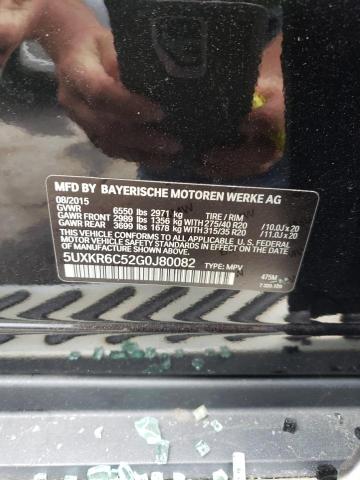 MFD BY BAYERISCHE MOTOREN WERKE AG
08/2015
GVWR 6550 lbs 2971 kg TIRE / RIM
GAWR FRONT 2989 lbs 1356 kg WITH 275/40 R20 / 10.0J x 20
GAWR REAR 3699 lbs 1678 kg WITH 315/35 R20 / 11.0J x 20
THIS VEHICLE CONFORMS TO ALL APPLICABLE
SAFETY STANDARDS IN EFFECT ON THE DATE OF MANUFACTURE SHOWN ABOVE
5UXKR6C52G0J80082 TYPE: MPV 475M